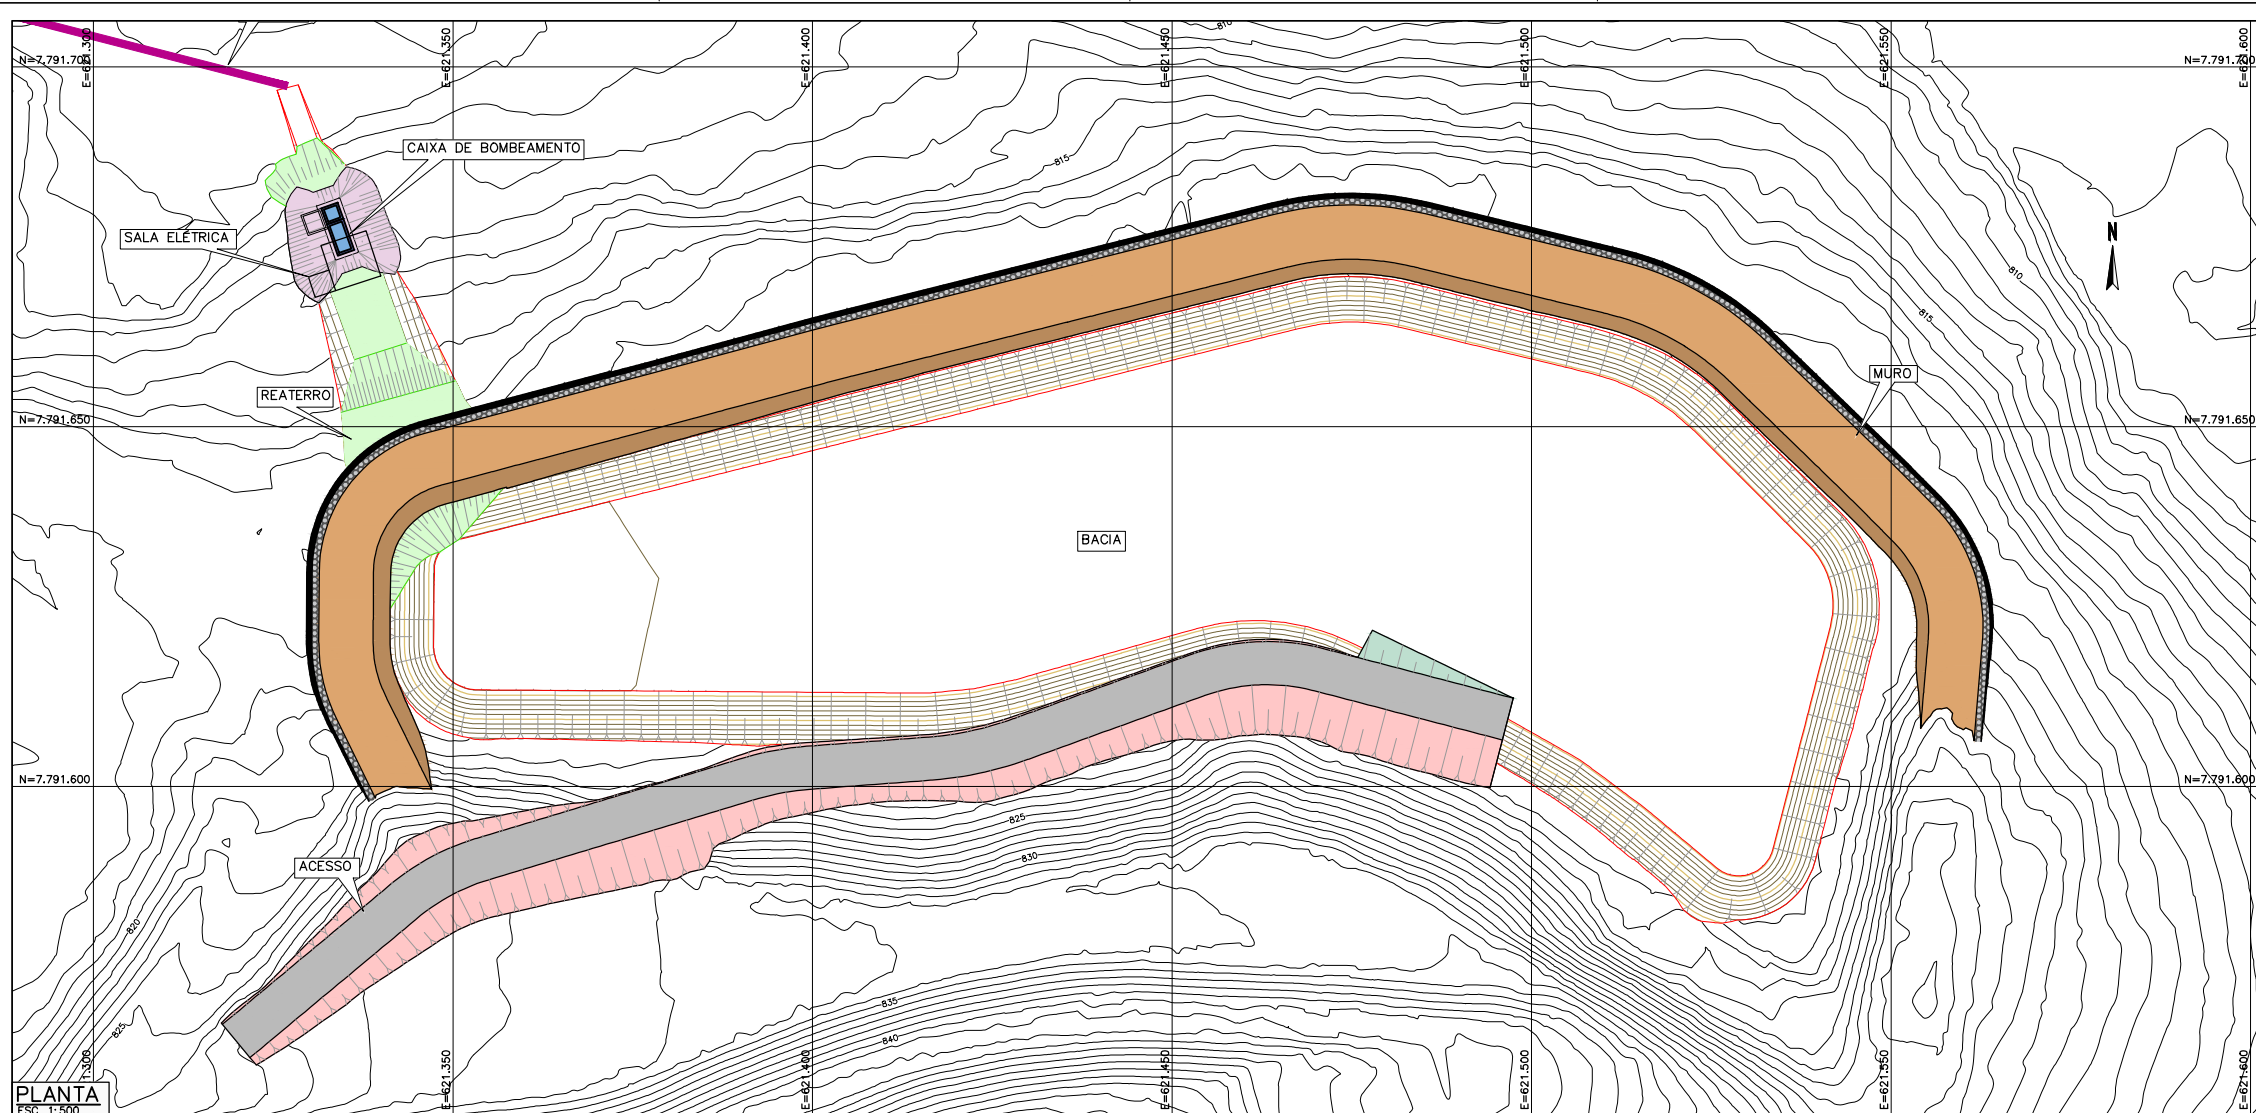 E=621.300
E=621.350
E=621.400
E=621.450
E=621.500
E=621.550
E=621.600
810
N=7.791.700
N=7.791.700
CAIXA DE BOMBEAMENTO
815
SALA ELÉTRICA
N
810
815
MURO
REATERRO
N=7.791.650
N=7.791.650
BACIA
N=7.791.600
N=7.791.600
825
830
ACESSO
820
835
825
840
1.300
E=621.350
E=621.400
E=621.450
E=621.500
E=621.550
E=621.600
PLANTA
ESC. 1:500